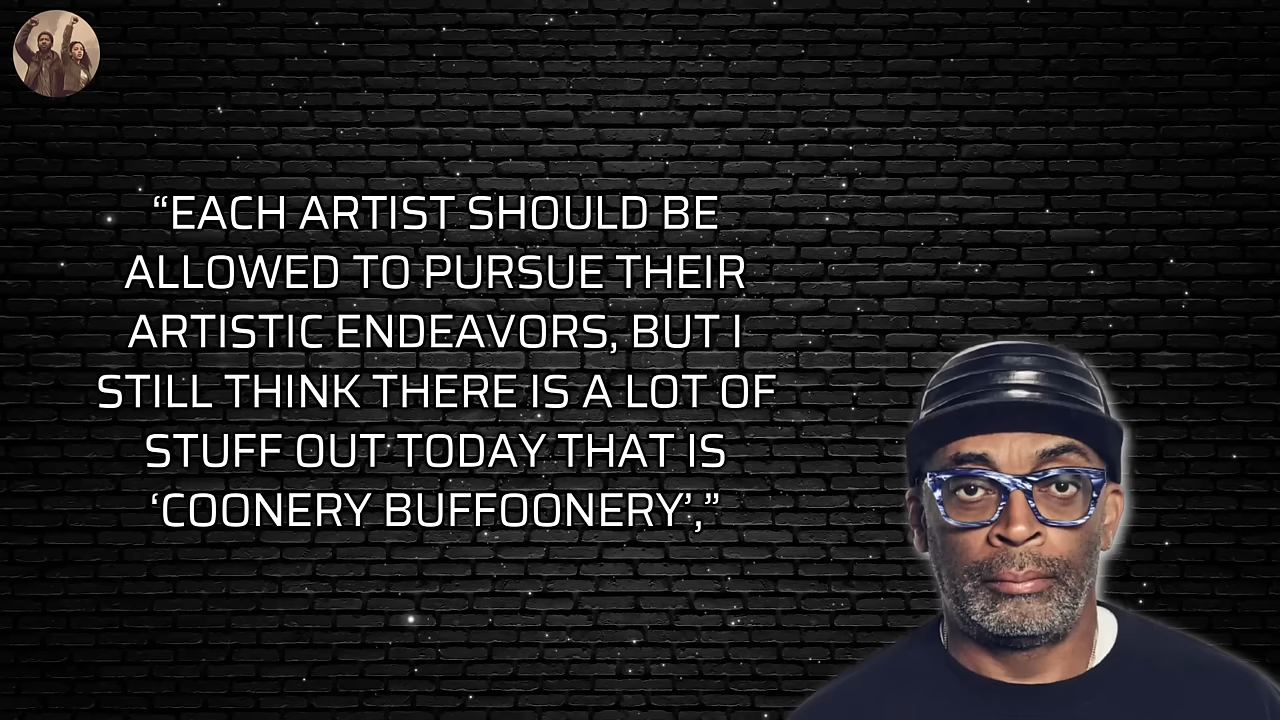 “EACH ARTIST SHOULD BE
ALLOWED TO PURSUE THEIR
ARTISTIC ENDEAVORS, BUT I
STILL THINK THERE IS A LOT OF
STUFF OUT TODAY THAT IS
‘COONERY BUFFOONERY’,”